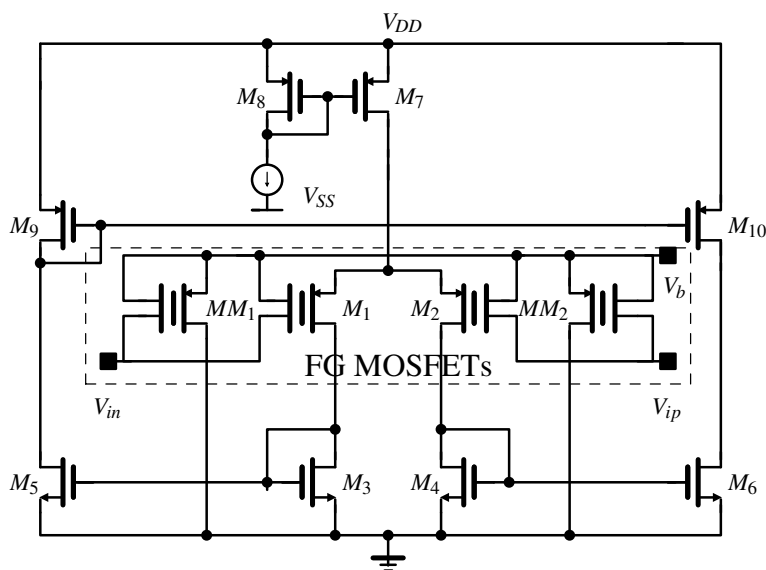 V_DD
M_8
M_7
V_SS
M_9
M_10
MM_1
M_1
M_2
MM_2
V_b
FG MOSFETs
V_in
V_ip
M_5
M_3
M_4
M_6